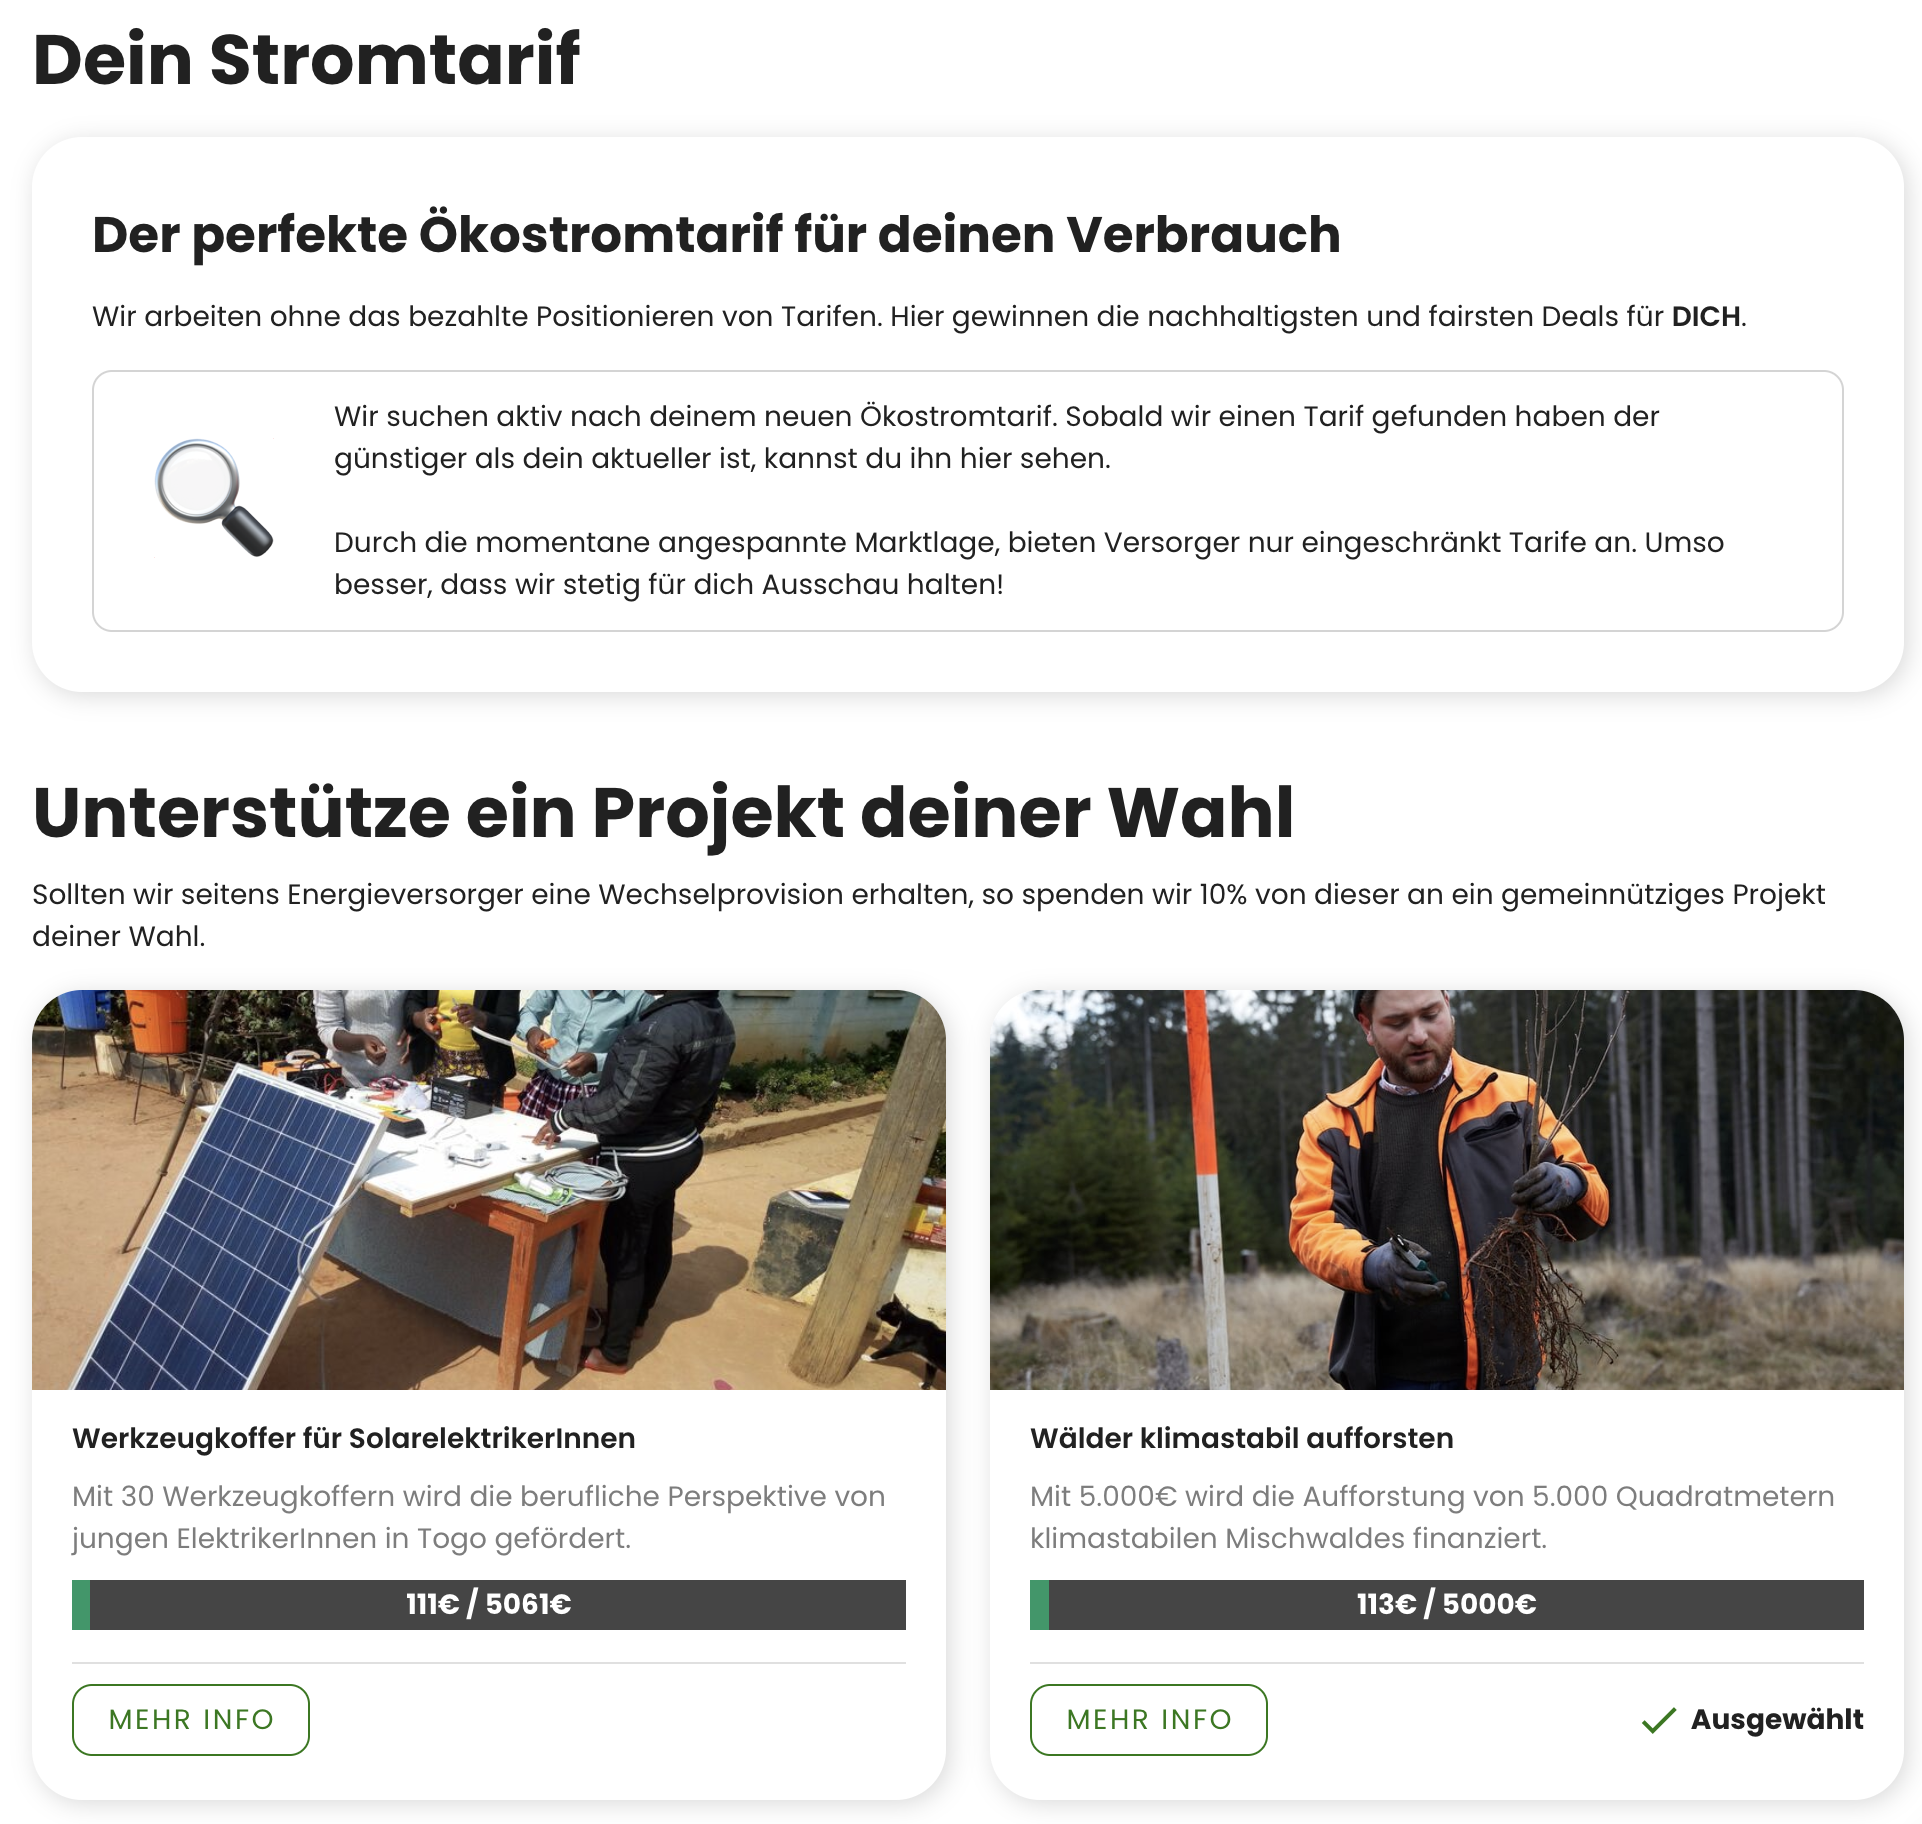 Dein Stromtarif
Der perfekte Ökostromtarif für deinen Verbrauch
Wir arbeiten ohne das bezahlte Positionieren von Tarifen. Hier gewinnen die nachhaltigsten und fairsten Deals für DICH.
Wir suchen aktiv nach deinem neuen Ökostromtarif. Sobald wir einen Tarif gefunden haben der
günstiger als dein aktueller ist, kannst du ihn hier sehen.
Durch die momentane angespannte Marktlage, bieten Versorger nur eingeschränkt Tarife an. Umso
besser, dass wir stetig für dich Ausschau halten!
Unterstütze ein Projekt deiner Wahl
Sollten wir seitens Energieversorger eine Wechselprovision erhalten, so spenden wir 10% von dieser an ein gemeinnütziges Projekt
deiner Wahl.
Werkzeugkoffer für SolarelektrikerInnen
Mit 30 Werkzeugkoffern wird die berufliche Perspektive von
jungen ElektrikerInnen in Togo gefördert.
111€ / 5061€
MEHR INFO
Wälder klimastabil aufforsten
Mit 5.000€ wird die Aufforstung von 5.000 Quadratmetern
klimastabilen Mischwaldes finanziert.
113€ / 5000€
MEHR INFO
Ausgewählt